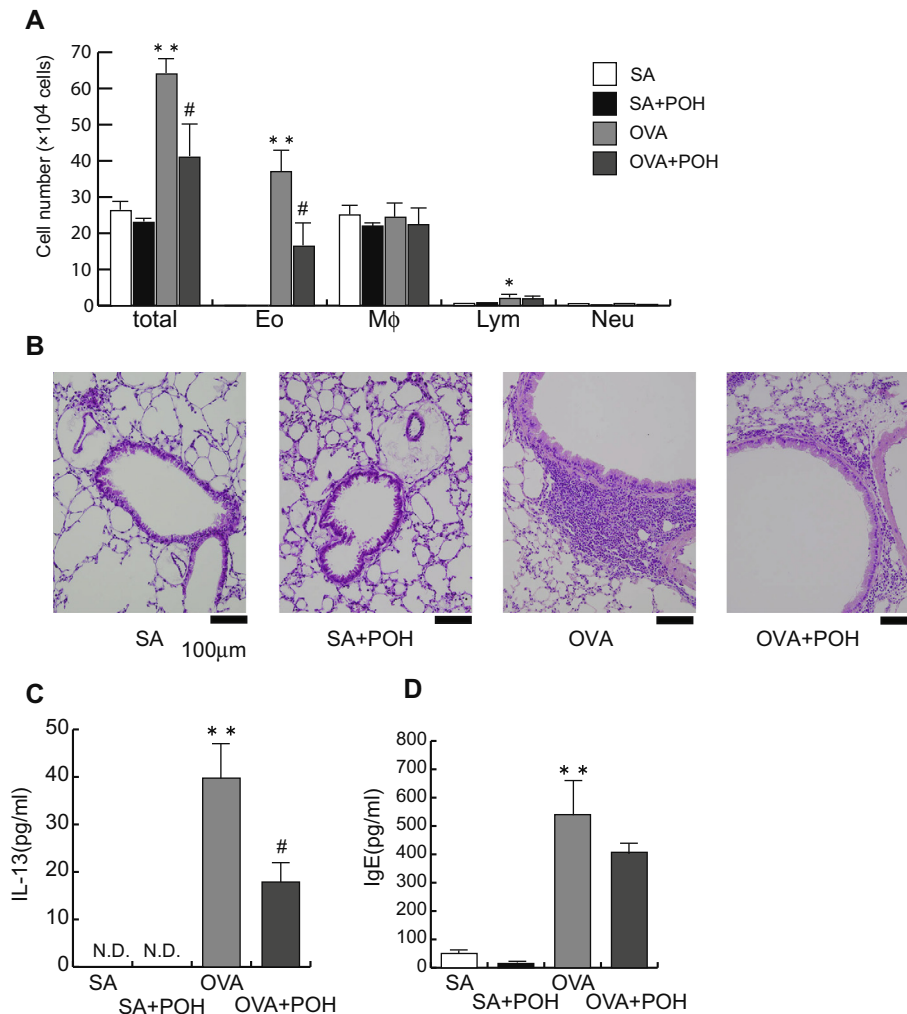 A
Cell number (×10⁴ cells)
70
60
50
40
30
20
10
0
**
#
**
#
*
total Eo Mϕ Lym Neu
SA
SA+POH
OVA
OVA+POH
B
SA SA+POH OVA OVA+POH
100μm
C
IL-13(pg/ml)
50
40
30
20
10
0
N.D. N.D.
**
#
SA OVA
SA+POH OVA+POH
D
IgE(pg/ml)
800
700
600
500
400
300
200
100
0
**
SA OVA
SA+POH OVA+POH